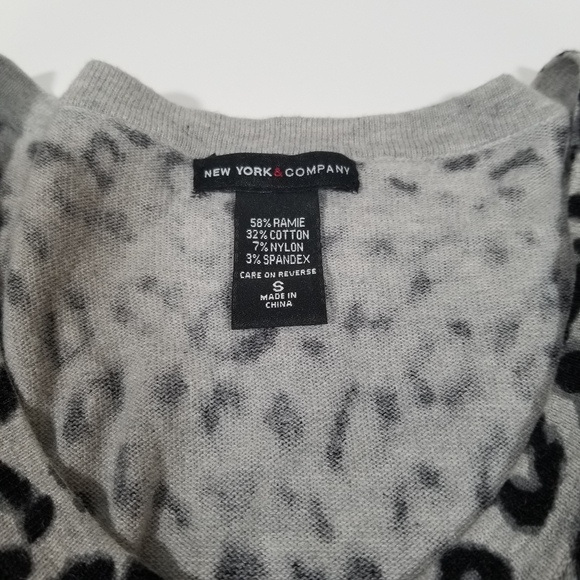 NEW YORK & COMPANY
58% RAMIE
32% COTTON
7% NYLON
3% SPANDEX
CARE ON REVERSE
S
MADE IN
CHINA